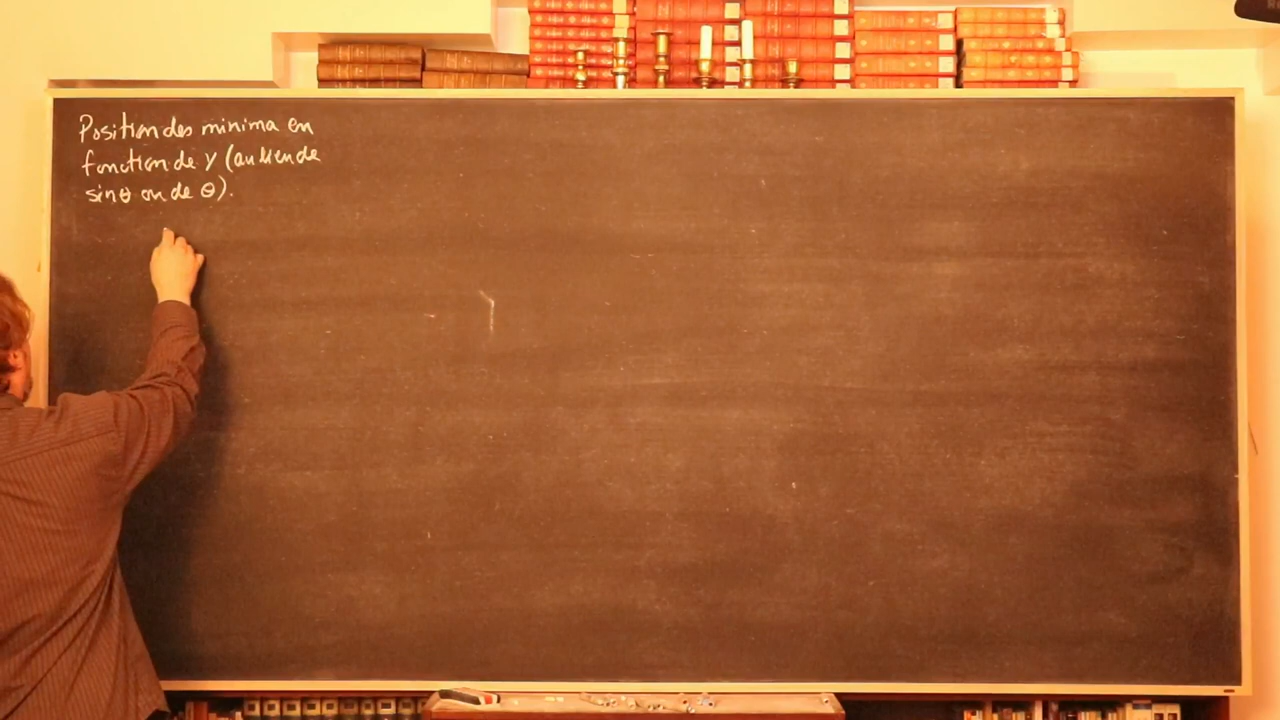 Position des minima en
fonction de y (au lieu de
sinθ ou de θ).